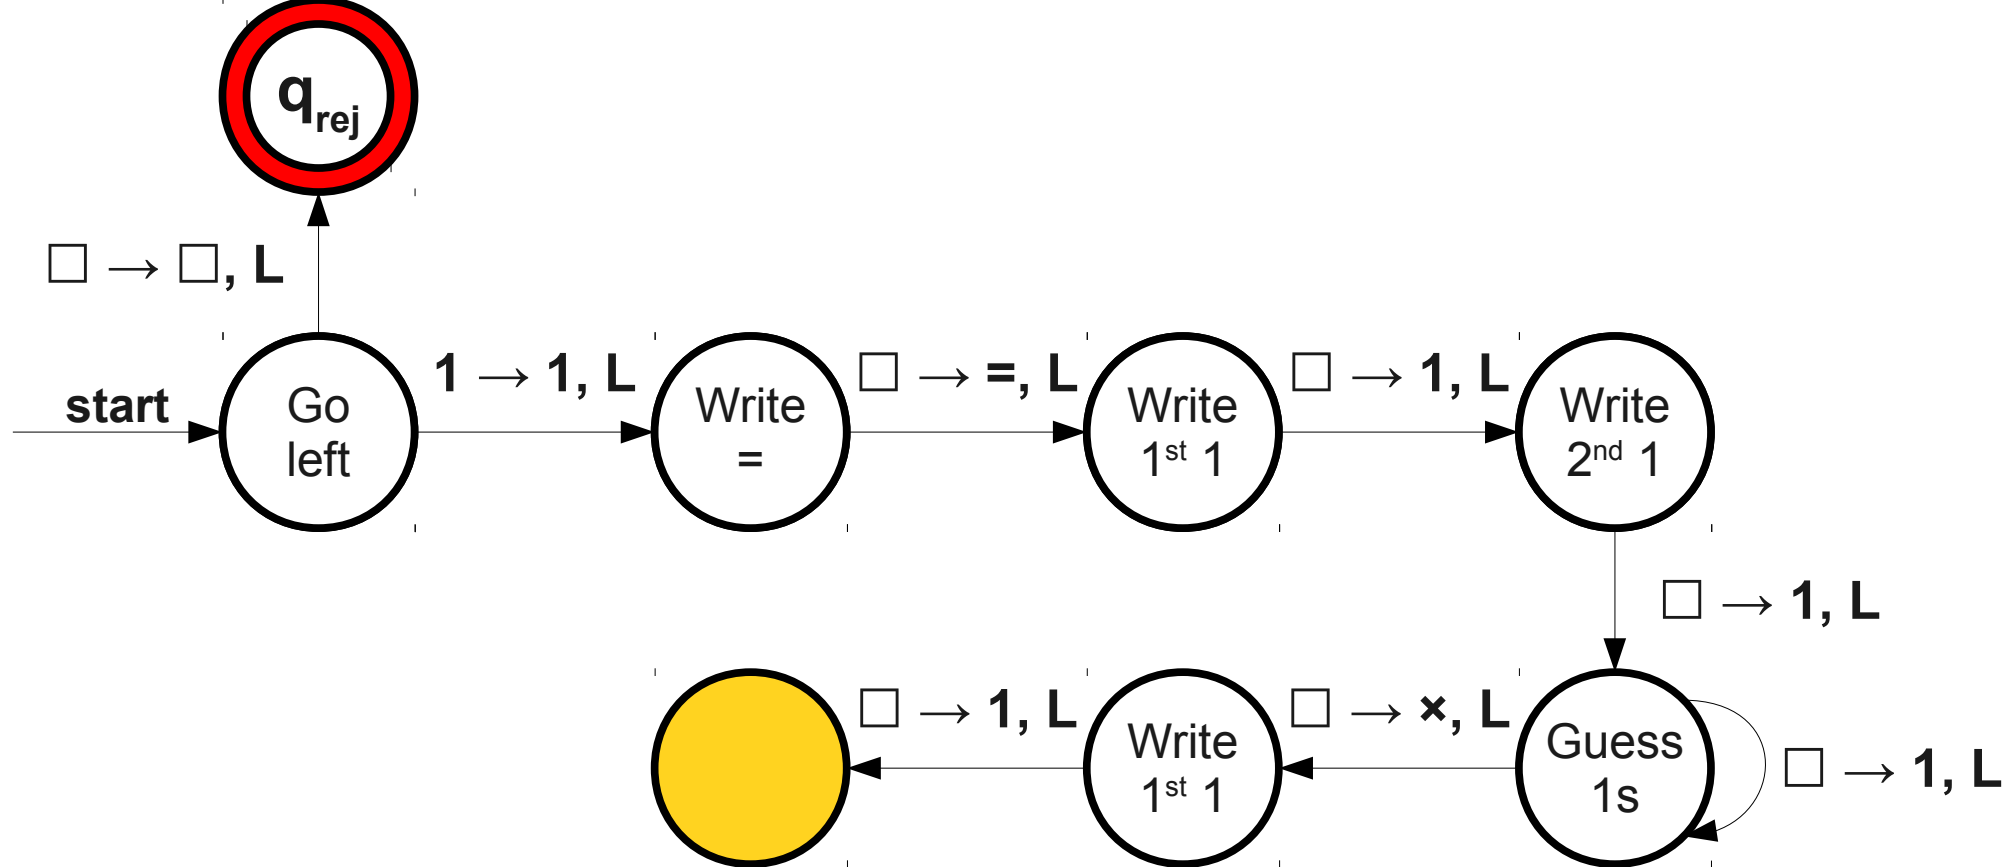 q_rej
□ → □, L
start
Go
left
1 → 1, L
Write
=
□ → =, L
Write
1st 1
□ → 1, L
Write
2nd 1
□ → 1, L
□ → 1, L
Write
1st 1
□ → ×, L
Guess
1s
□ → 1, L